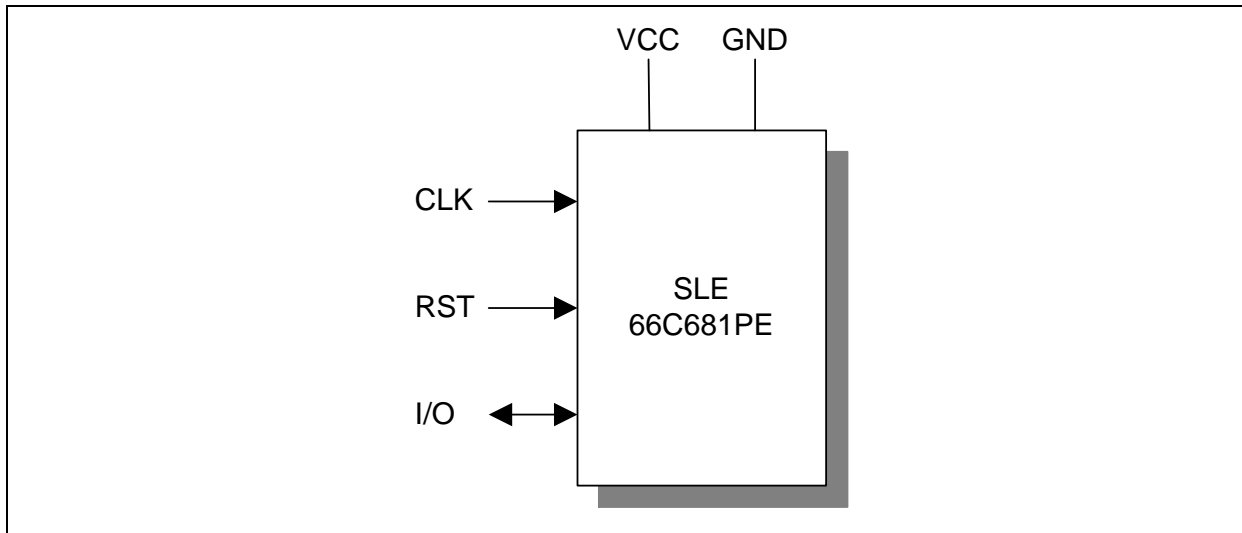 VCC GND
CLK
RST
SLE
66C681PE
I/O